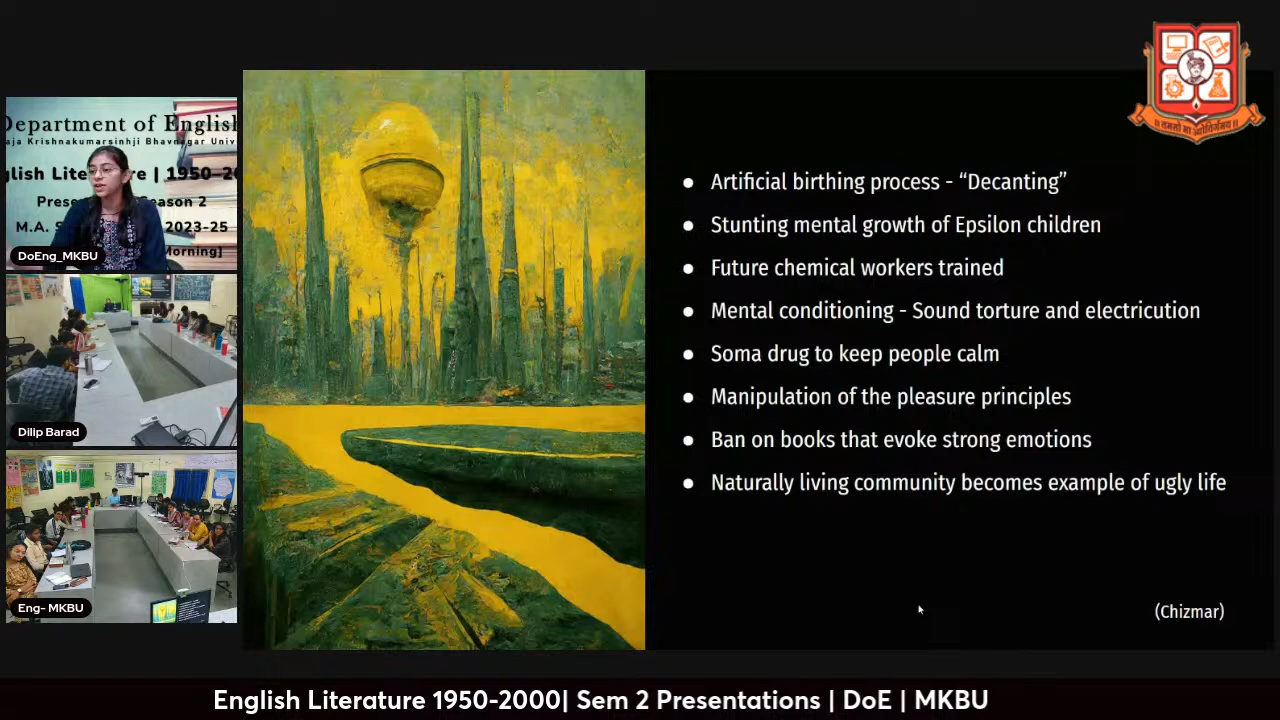 Department of English
aja Krishnakumarsinhji Bhavnagar Univ
glish Lite e | 1950-20
Prese eason 2
M.A. S 2023-25
Morning]
DoEng_MKBU
Dilip Barad
Eng- MKBU
● Artificial birthing process - “Decanting”
● Stunting mental growth of Epsilon children
● Future chemical workers trained
● Mental conditioning - Sound torture and electricution
● Soma drug to keep people calm
● Manipulation of the pleasure principles
● Ban on books that evoke strong emotions
● Naturally living community becomes example of ugly life
(Chizmar)
English Literature 1950-2000| Sem 2 Presentations | DoE | MKBU